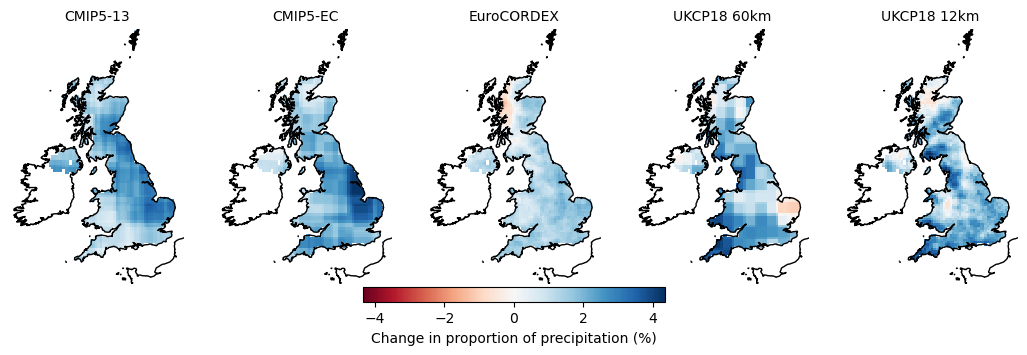 CMIP5-13 CMIP5-EC EuroCORDEX UKCP18 60km UKCP18 12km
−4 −2 0 2 4
Change in proportion of precipitation (%)